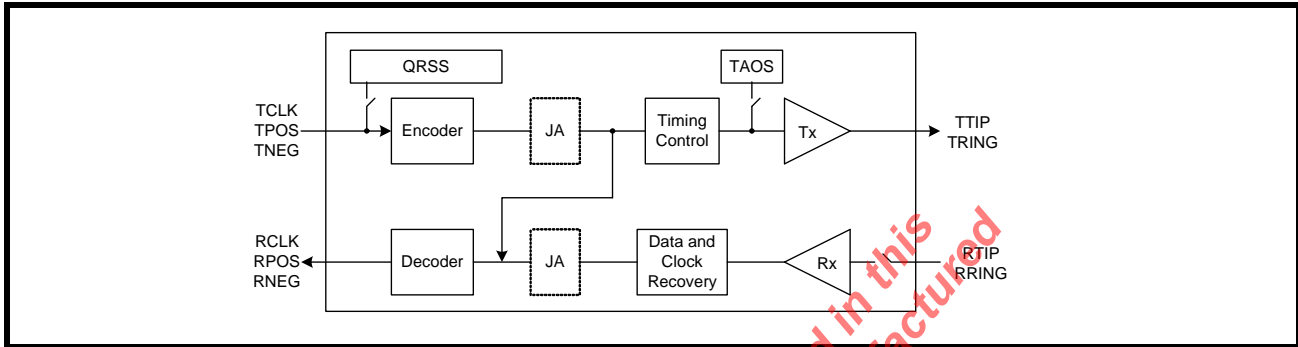 QRSS
TAOS
TCLK
TPOS
TNEG
Encoder
JA
Timing
Control
Tx
TTIP
TRING
RCLK
RPOS
RNEG
Decoder
JA
Data and
Clock
Recovery
Rx
RTIP
RRING
d in this
factured